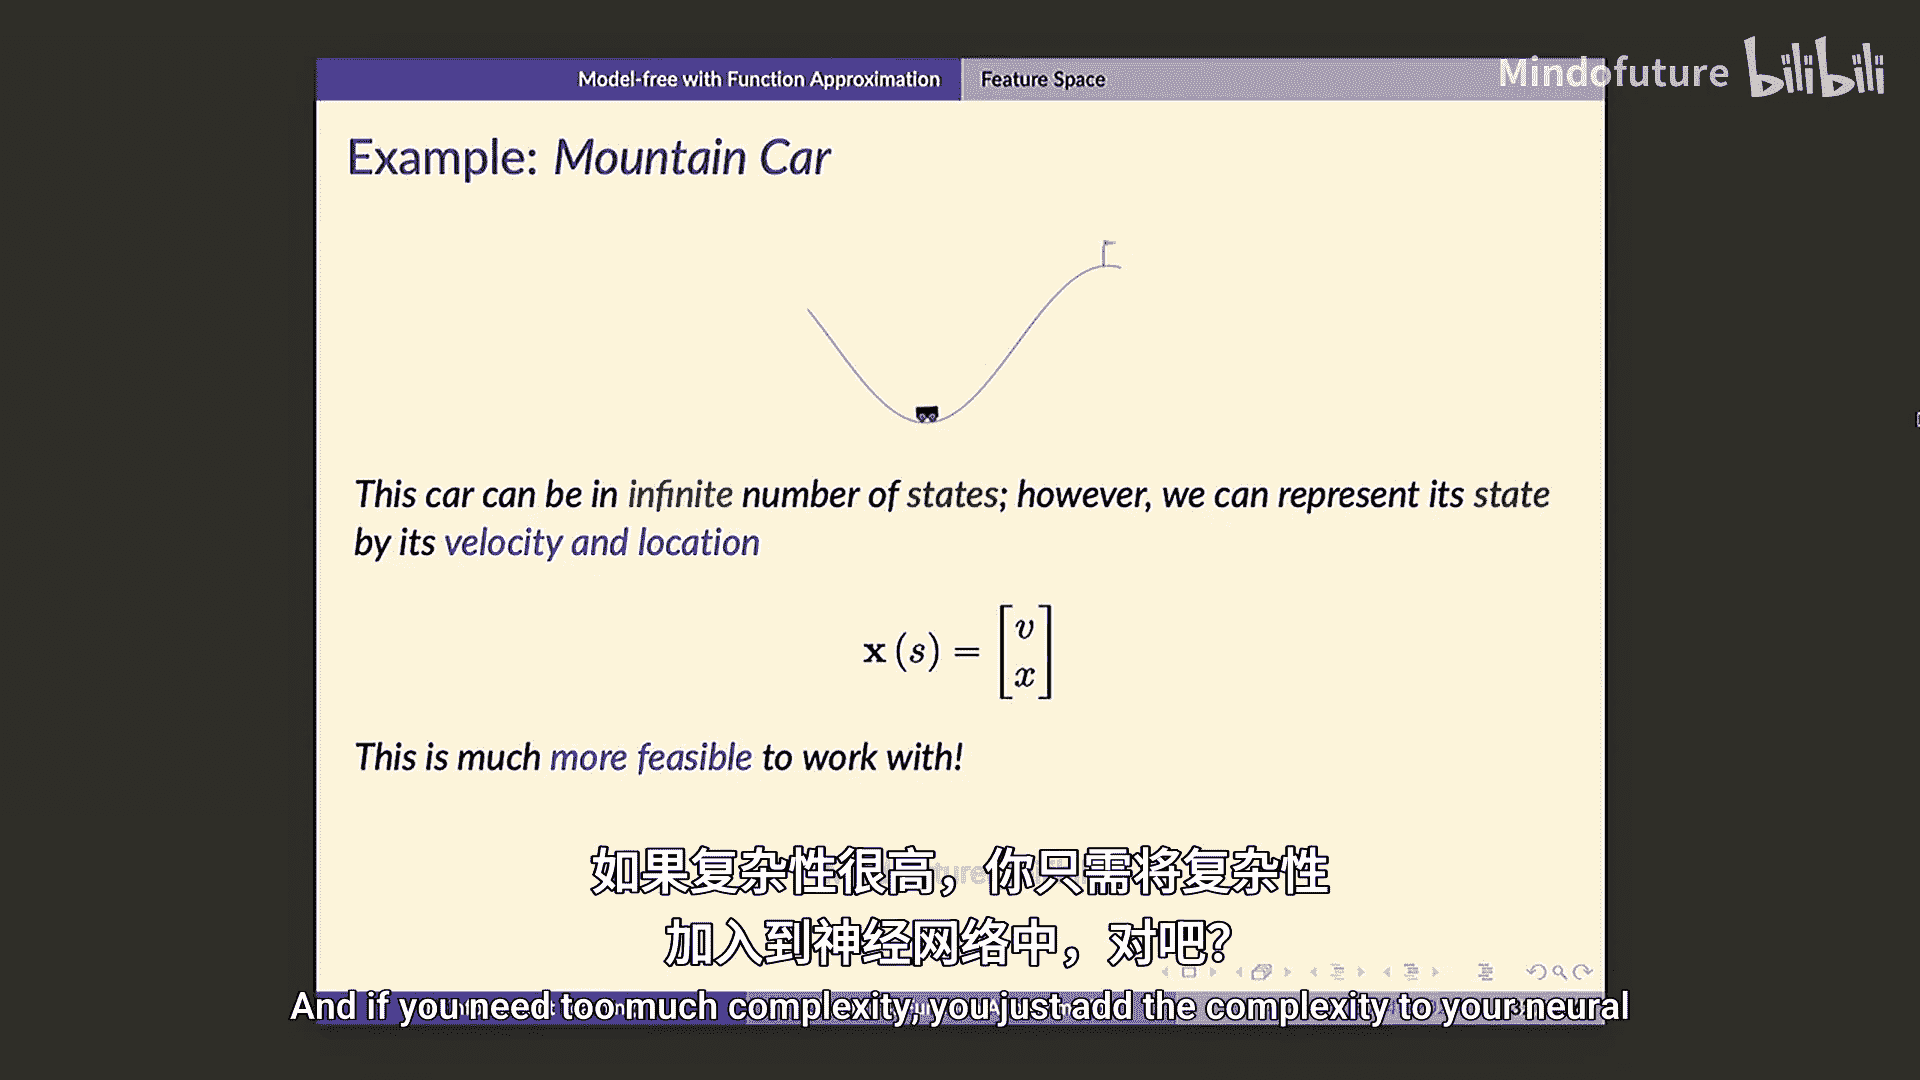 Model-free with Function Approximation
Feature Space
Mindofuture bilibili
Example: Mountain Car
This car can be in infinite number of states; however, we can represent its state
by its velocity and location
x (s) = [v
x]
This is much more feasible to work with!
如果复杂性很高，你只需将复杂性
加入到神经网络中，对吧？
And if you need too much complexity, you just add the complexity to your neural